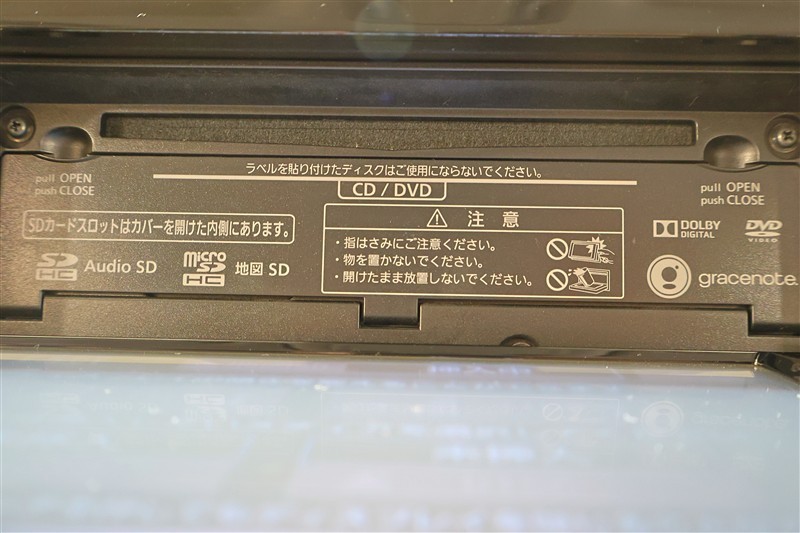 ラベルを貼り付けたディスクはご使用にならないでください。
pull OPEN
push CLOSE
CD / DVD
pull OPEN
push CLOSE
SDカードスロットはカバーを開けた内側にあります。
注 意
・指はさみにご注意ください。
・物を置かないでください。
・開けたまま放置しないでください。
DOLBY
DIGITAL
DVD
VIDEO
SD
HC
Audio SD
micro
SD
HC
地図 SD
gracenote.